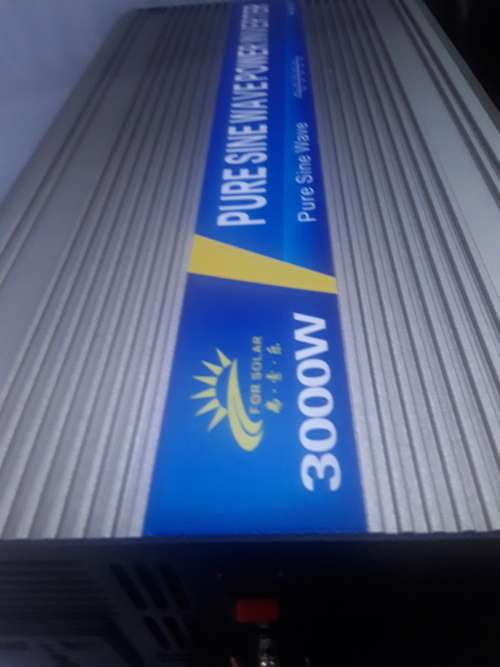 PURE SINE WAVE POWER INVERTER
Pure Sine Wave
FOR SOLAR
3000W